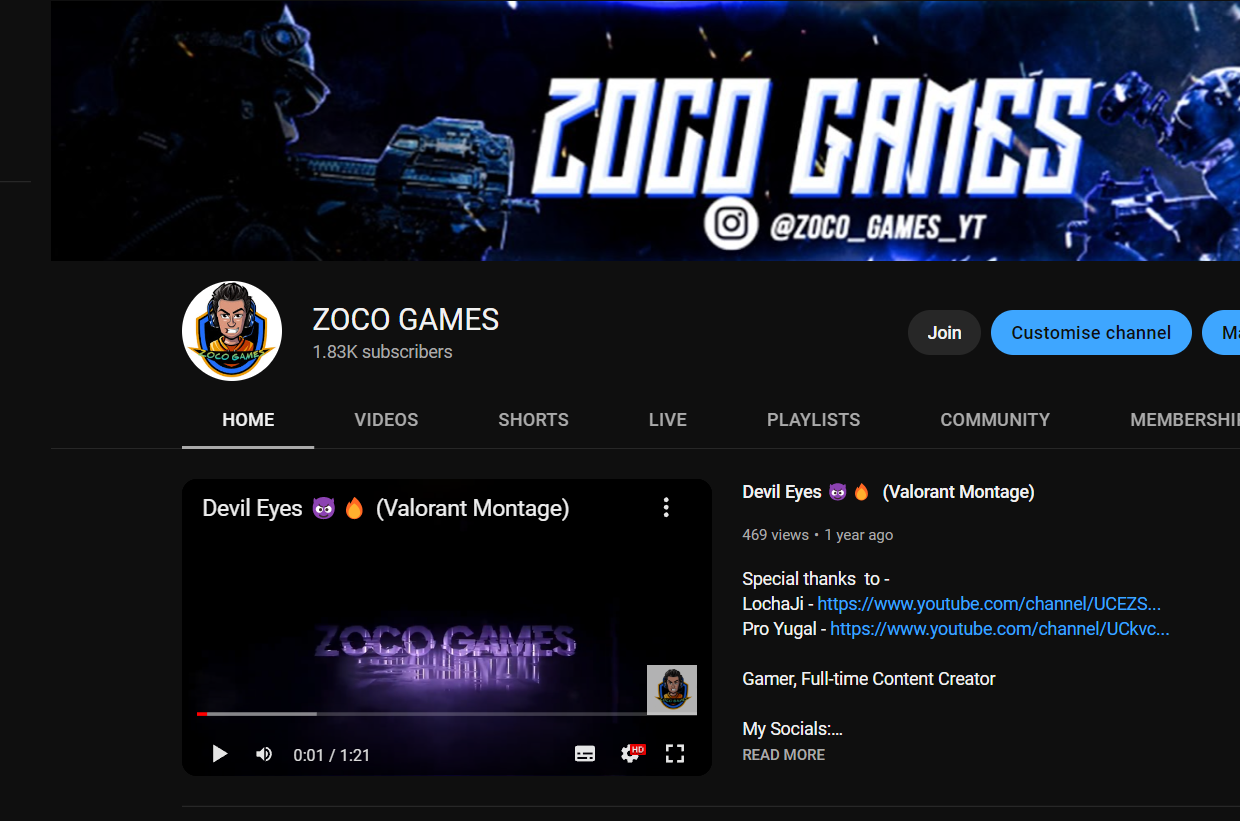 ZOCO GAMES
@ZOCO_GAMES_YT
ZOCO GAMES
ZOCO GAMES
1.83K subscribers
Join
Customise channel
HOME
VIDEOS
SHORTS
LIVE
PLAYLISTS
COMMUNITY
Devil Eyes 😈 🔥 (Valorant Montage)
ZOCO GAMES
ZOCO GAMES
0:01 / 1:21
HD
Devil Eyes 😈 🔥 (Valorant Montage)
469 views • 1 year ago
Special thanks to -
LochaJi - https://www.youtube.com/channel/UCEZS...
Pro Yugal - https://www.youtube.com/channel/UCkvc...
Gamer, Full-time Content Creator
My Socials:...
READ MORE